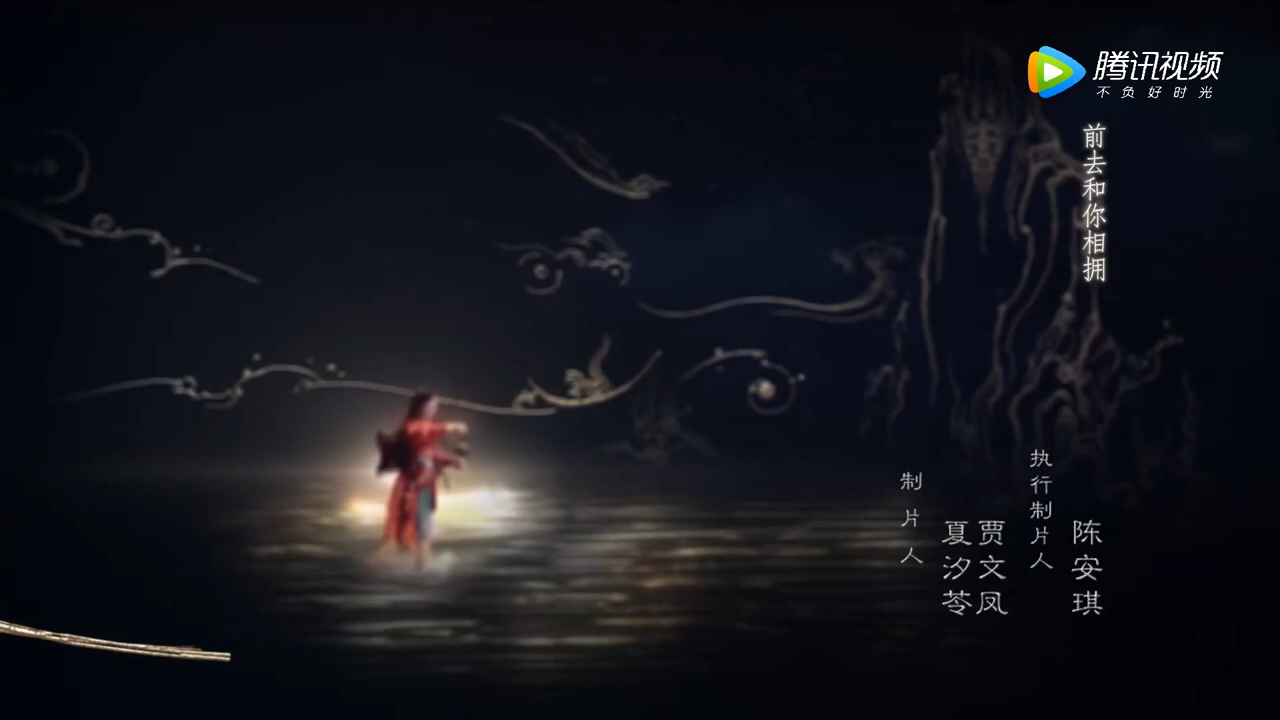 腾讯视频
不负好时光
前去和你相拥
执行制片人
陈安琪
制片人
贾文凤
夏汐苓